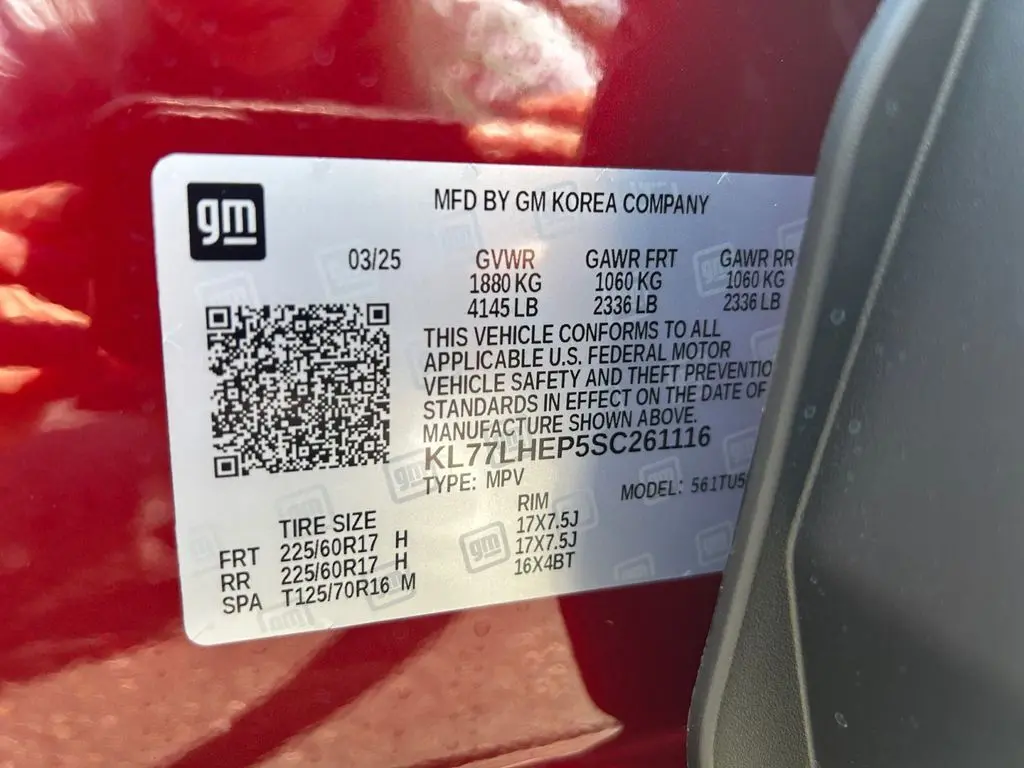 gm
MFD BY GM KOREA COMPANY
03/25 GVWR GAWR FRT GAWR RR
1880 KG 1060 KG 1060 KG
4145 LB 2336 LB 2336 LB
THIS VEHICLE CONFORMS TO ALL
APPLICABLE U.S. FEDERAL MOTOR
VEHICLE SAFETY AND THEFT PREVENTIO
STANDARDS IN EFFECT ON THE DATE OF
MANUFACTURE SHOWN ABOVE.
KL77LHEP5SC261116
TYPE: MPV MODEL: 561TU5
TIRE SIZE RIM
FRT 225/60R17 H 17X7.5J
RR 225/60R17 H 17X7.5J
SPA T125/70R16 M 16X4BT
gm